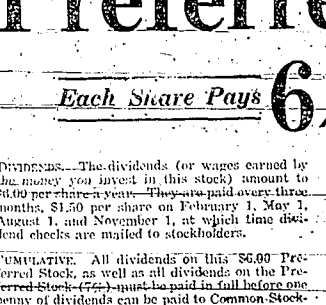 Preferre
Each Share Pays 6
DIVIDENDS. The dividends (or wages earned by
the money you invest in this stock) amount to
$6.00 per share a year. They are paid every three
months, $1.50 per share on February 1, May 1,
August 1, and November 1, at which time divi-
dend checks are mailed to stockholders.
CUMULATIVE. All dividends on this $6.00 Pre-
ferred Stock, as well as all dividends on the Pre-
ferred Stock (7%) must be paid in full before one
penny of dividends can be paid to Common Stock-